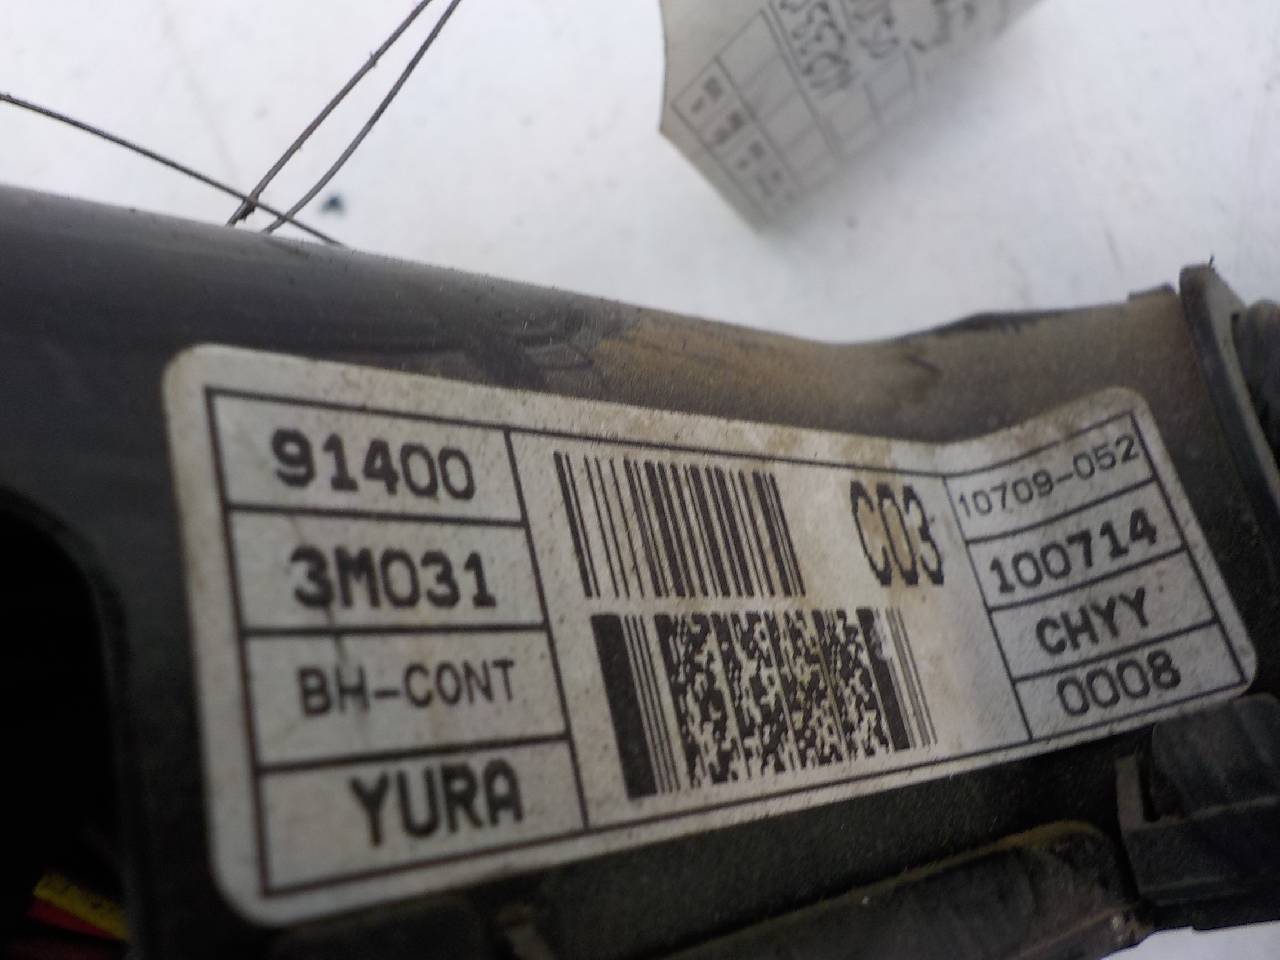 91400
3M031
BH-CONT
YURA
C03
10709-052
100714
CHYY
0008